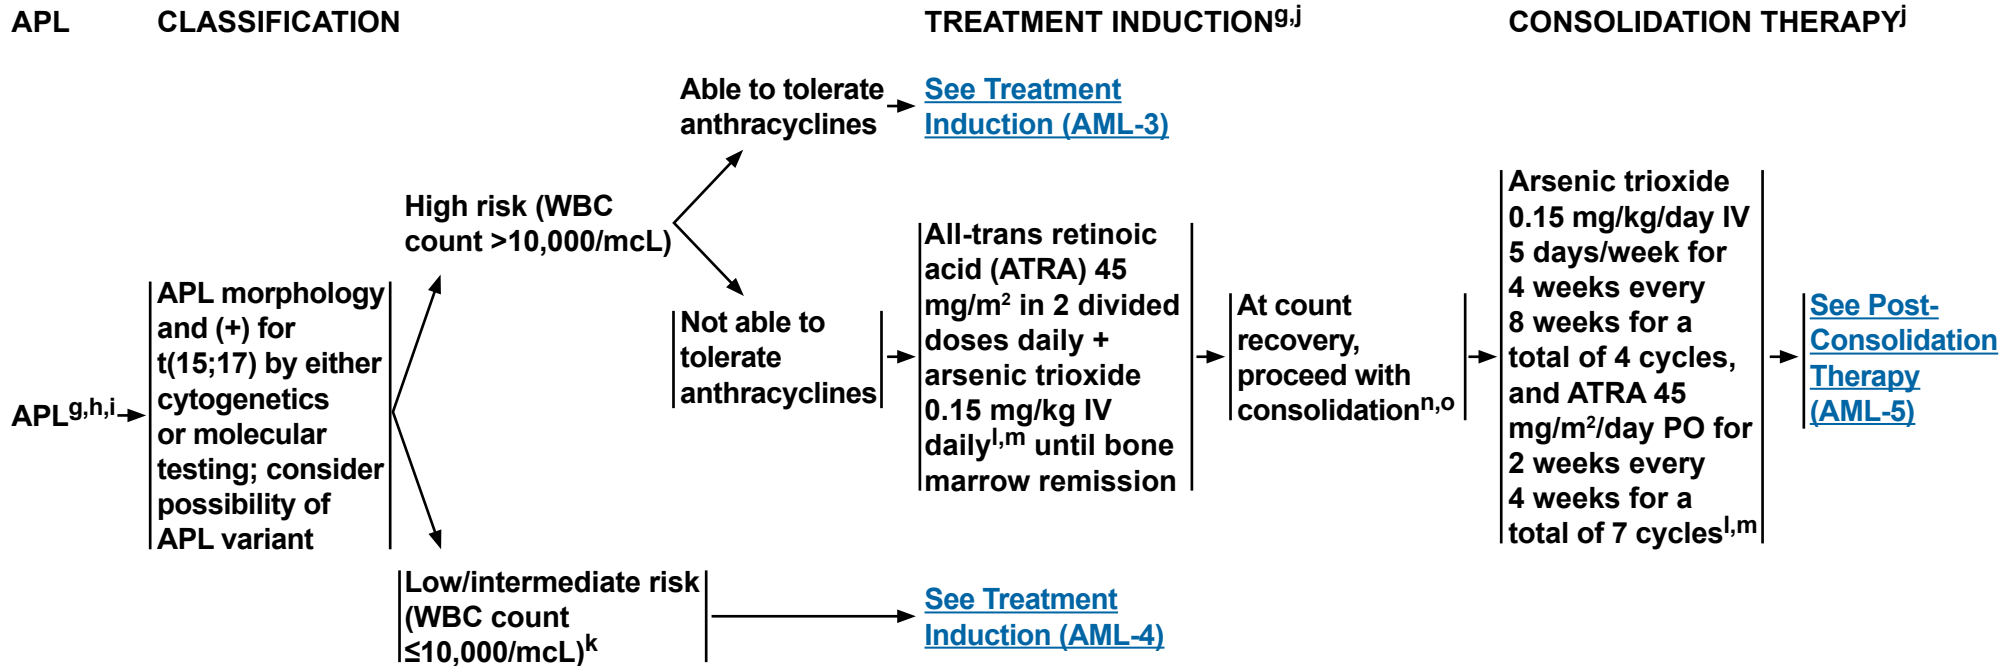 APL CLASSIFICATION TREATMENT INDUCTION^g,j CONSOLIDATION THERAPY^j
APL^g,h,i
APL morphology
and (+) for
t(15;17) by either
cytogenetics
or molecular
testing; consider
possibility of
APL variant
High risk (WBC
count >10,000/mcL)
Able to tolerate
anthracyclines
See Treatment
Induction (AML-3)
Not able to
tolerate
anthracyclines
All-trans retinoic
acid (ATRA) 45
mg/m² in 2 divided
doses daily +
arsenic trioxide
0.15 mg/kg IV
daily^l,m until bone
marrow remission
At count
recovery,
proceed with
consolidation^n,o
Arsenic trioxide
0.15 mg/kg/day IV
5 days/week for
4 weeks every
8 weeks for a
total of 4 cycles,
and ATRA 45
mg/m²/day PO for
2 weeks every
4 weeks for a
total of 7 cycles^l,m
See Post-
Consolidation
Therapy
(AML-5)
Low/intermediate risk
(WBC count
≤10,000/mcL)^k
See Treatment
Induction (AML-4)